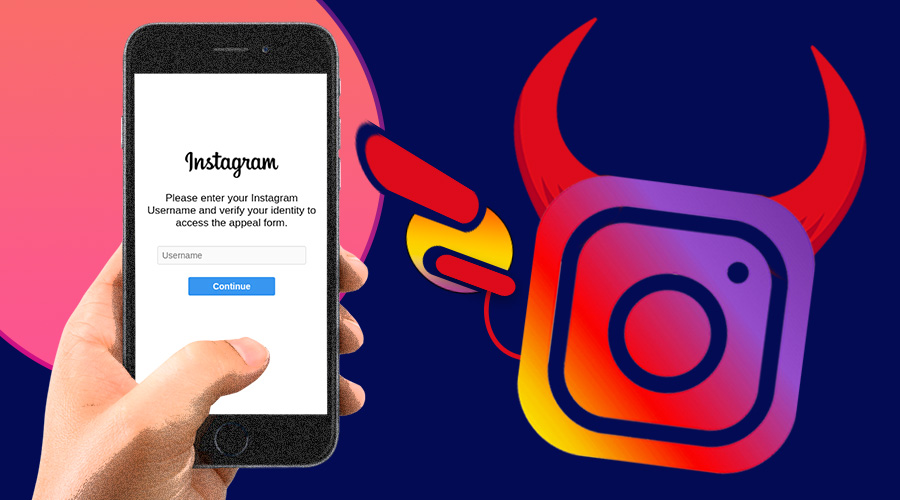 Instagram
Please enter your Instagram
Username and verify your identity to
access the appeal form.
Username
Continue